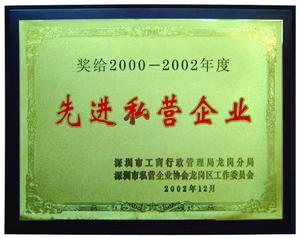 奖给2000-2002年度
先进私营企业
深圳市工商行政管理局龙岗分局
深圳市私营企业协会龙岗区工作委员会
2002年12月